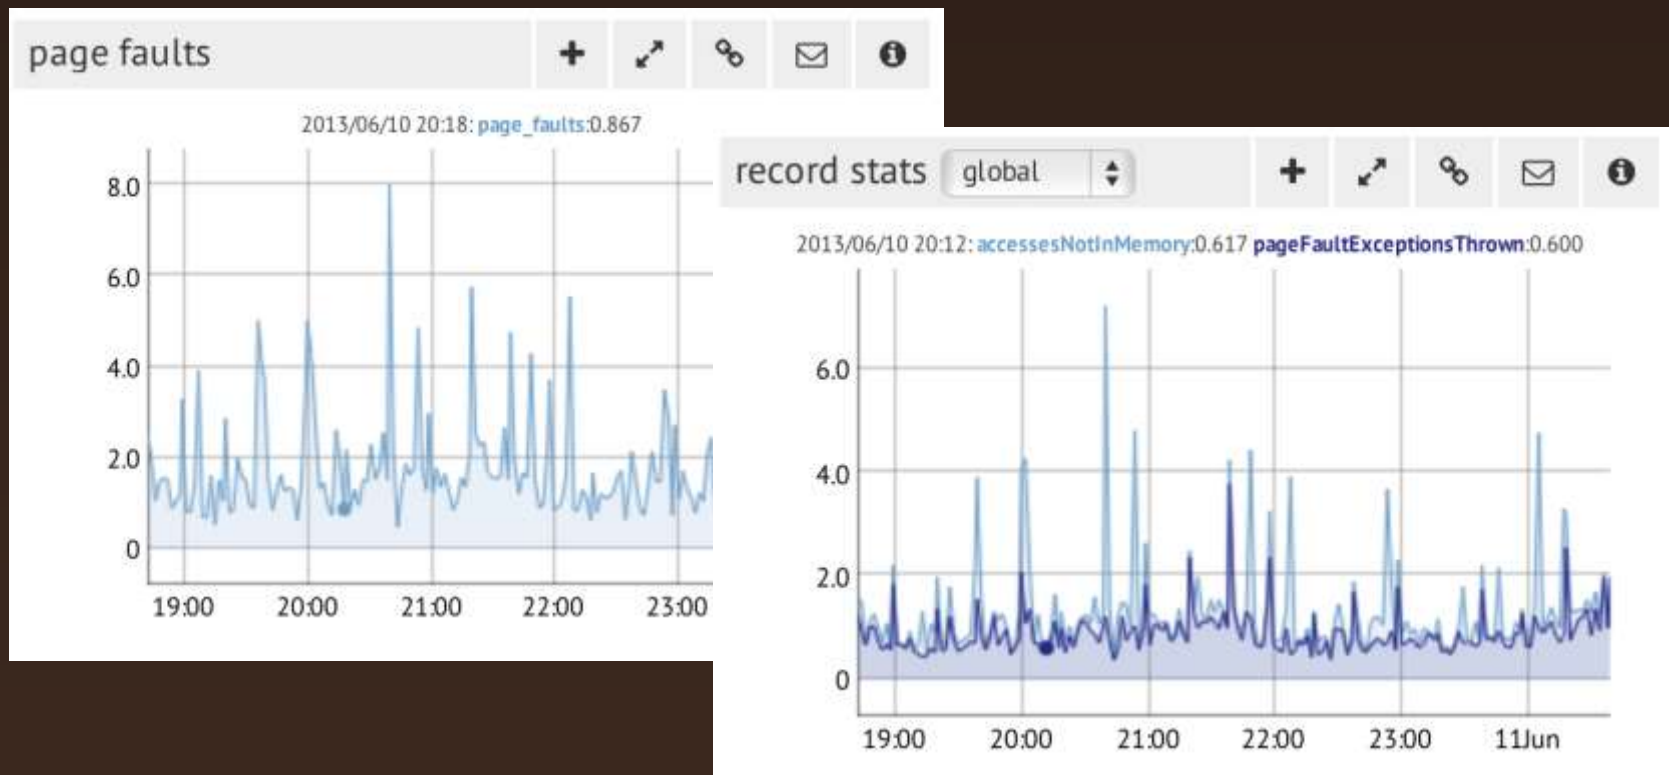 page faults
2013/06/10 20:18: page_faults:0.867
8.0
6.0
4.0
2.0
0
19:00 20:00 21:00 22:00 23:00
record stats global
2013/06/10 20:12: accessesNotInMemory:0.617 pageFaultExceptionsThrown:0.600
6.0
4.0
2.0
0
19:00 20:00 21:00 22:00 23:00 11Jun